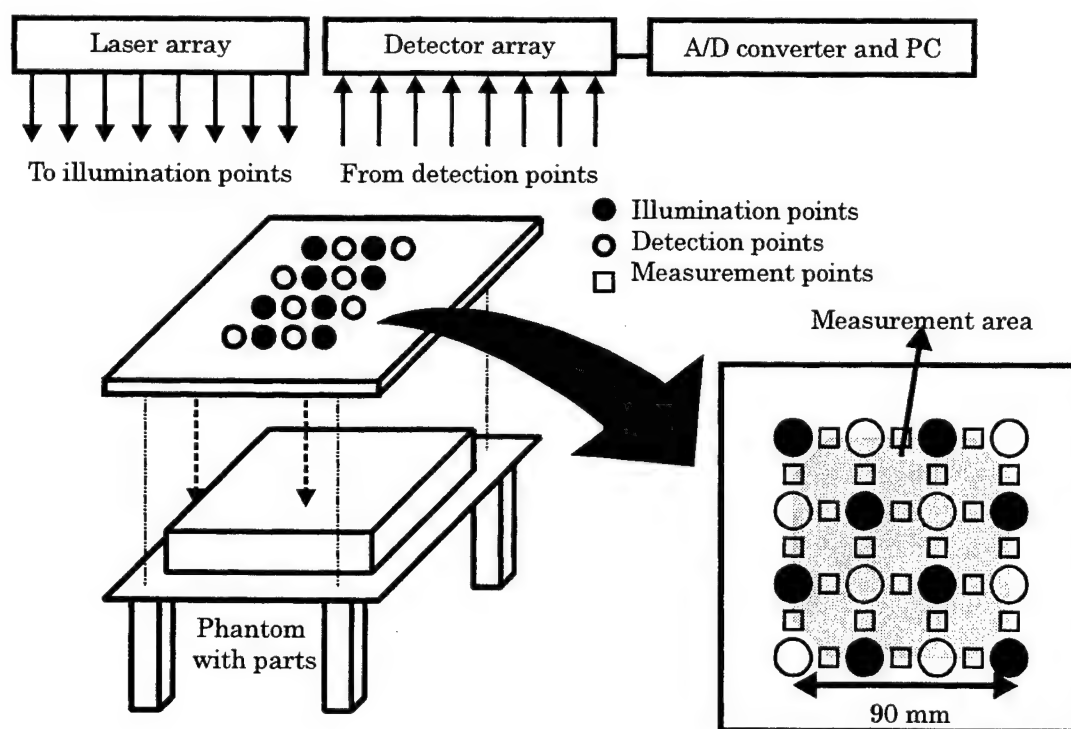 Laser array
Detector array
A/D converter and PC
To illumination points
From detection points
Illumination points
Detection points
Measurement points
Measurement area
Phantom
with parts
90 mm